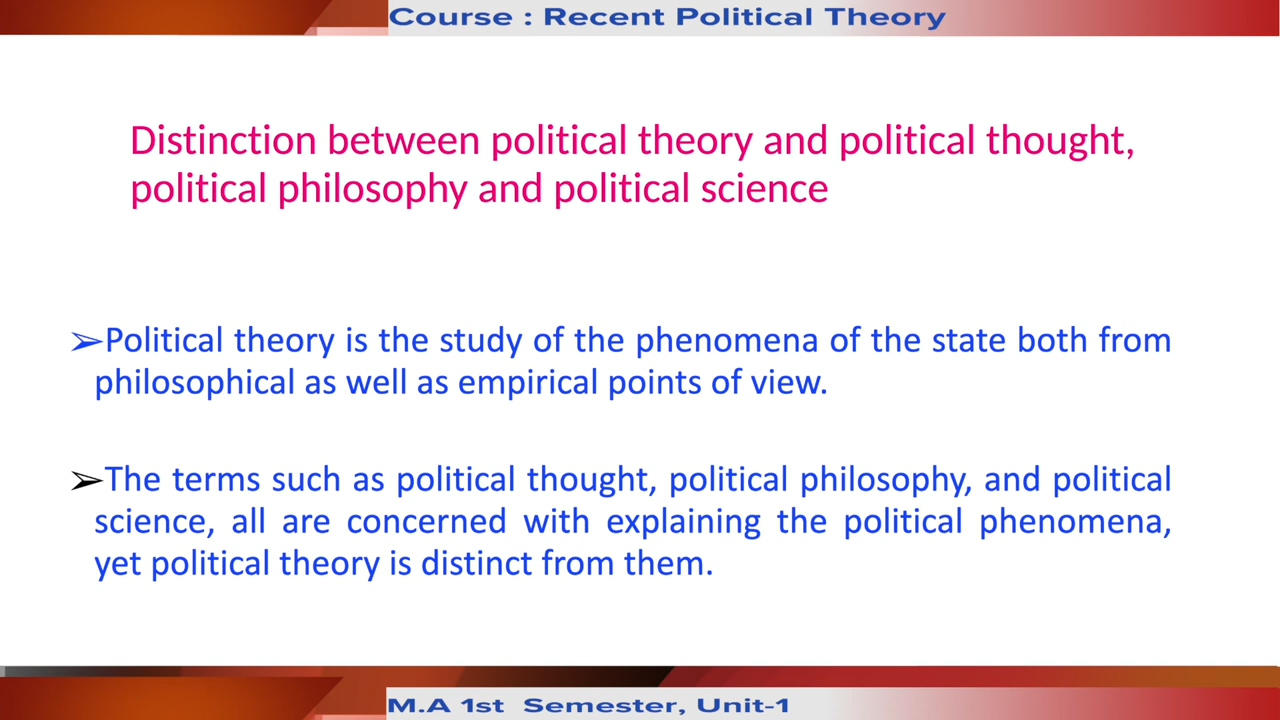 Course : Recent Political Theory
Distinction between political theory and political thought,
political philosophy and political science
➢Political theory is the study of the phenomena of the state both from
philosophical as well as empirical points of view.
➢The terms such as political thought, political philosophy, and political
science, all are concerned with explaining the political phenomena,
yet political theory is distinct from them.
M.A 1st Semester, Unit-1